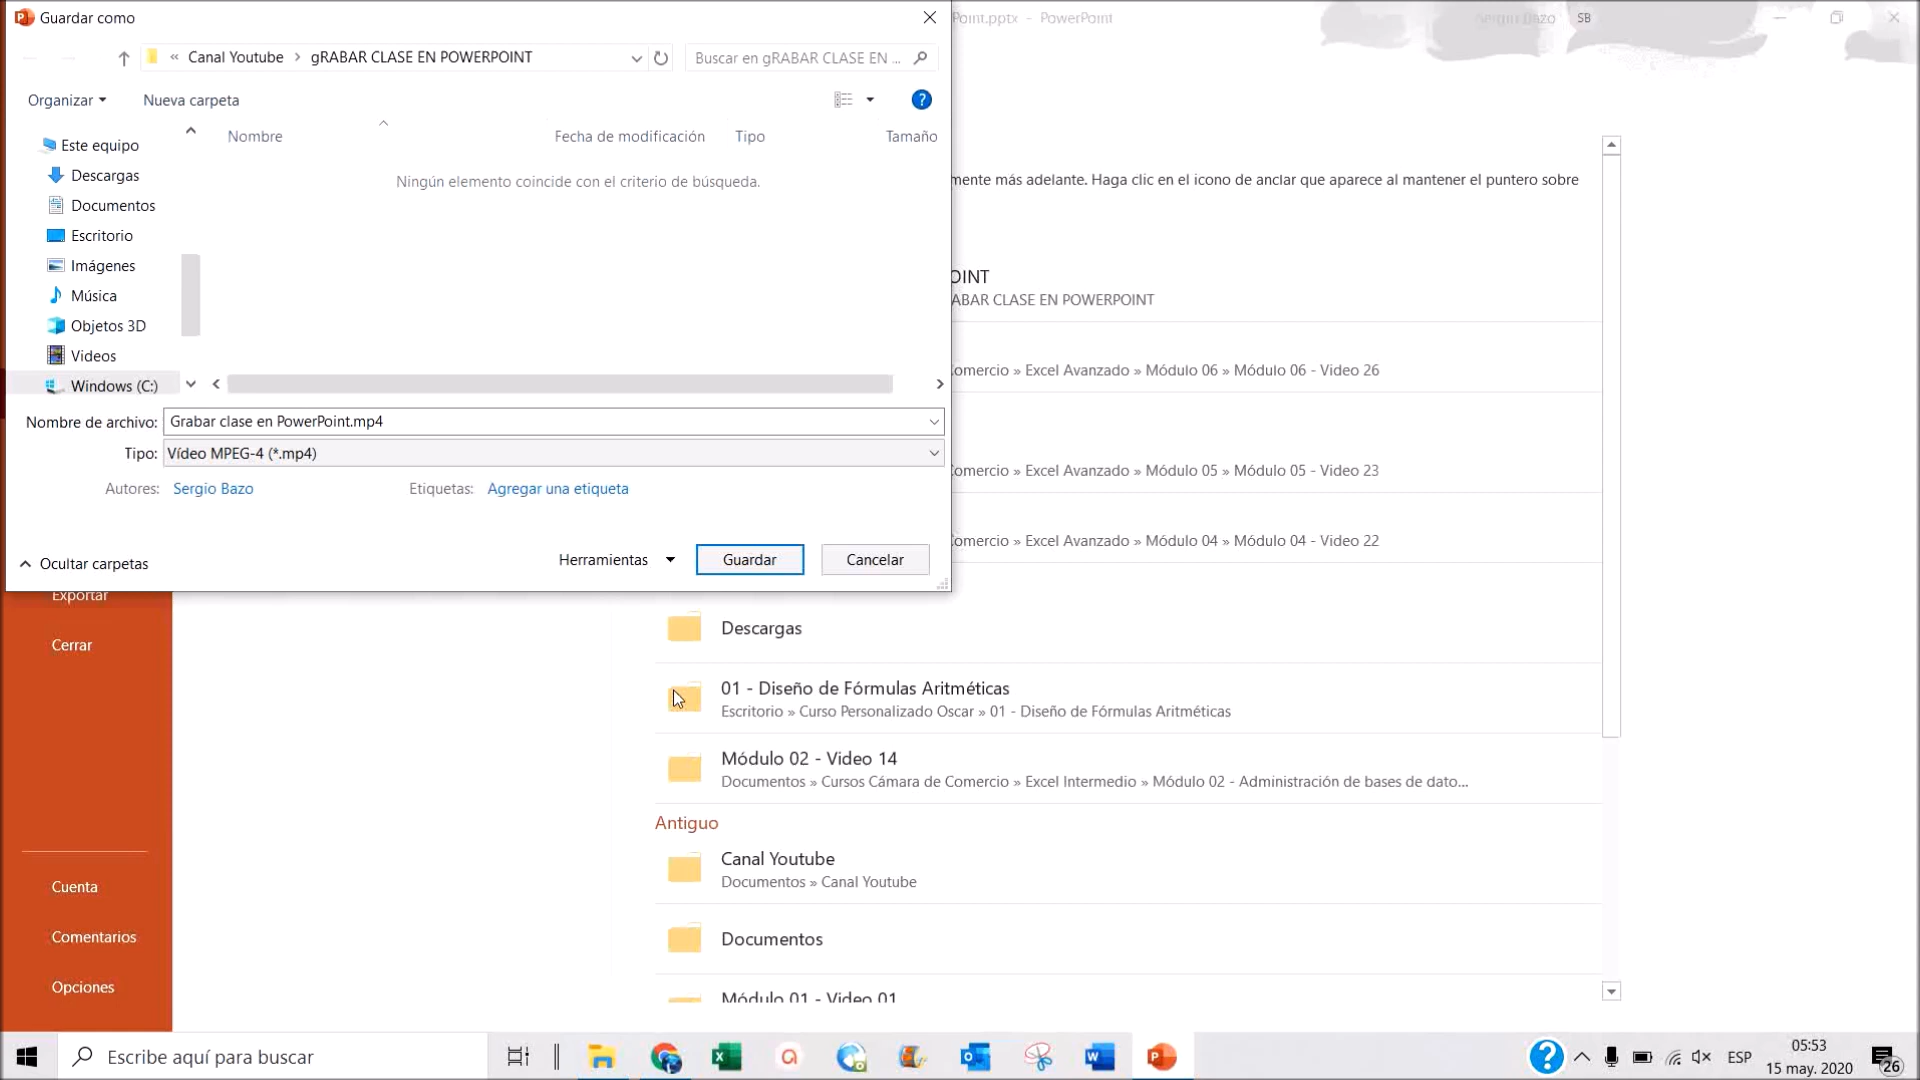 Guardar como
Point.pptx - PowerPoint
Sergio Bazo
SB
« Canal Youtube > gRABAR CLASE EN POWERPOINT
Buscar en gRABAR CLASE EN ...
Organizar
Nueva carpeta
Nombre
Fecha de modificación
Tipo
Tamaño
Ningún elemento coincide con el criterio de búsqueda.
Este equipo
Descargas
Documentos
Escritorio
Imágenes
Música
Objetos 3D
Videos
Windows (C:)
Nombre de archivo: Grabar clase en PowerPoint.mp4
Tipo: Vídeo MPEG-4 (*.mp4)
Autores: Sergio Bazo
Etiquetas: Agregar una etiqueta
Ocultar carpetas
Herramientas
Guardar
Cancelar
mente más adelante. Haga clic en el icono de anclar que aparece al mantener el puntero sobre
OINT
ABAR CLASE EN POWERPOINT
omercio » Excel Avanzado » Módulo 06 » Módulo 06 - Video 26
omercio » Excel Avanzado » Módulo 05 » Módulo 05 - Video 23
omercio » Excel Avanzado » Módulo 04 » Módulo 04 - Video 22
Exportar
Cerrar
Cuenta
Comentarios
Opciones
Descargas
01 - Diseño de Fórmulas Aritméticas
Escritorio » Curso Personalizado Oscar » 01 - Diseño de Fórmulas Aritméticas
Módulo 02 - Video 14
Documentos » Cursos Cámara de Comercio » Excel Intermedio » Módulo 02 - Administración de bases de dato...
Antiguo
Canal Youtube
Documentos » Canal Youtube
Documentos
Módulo 01 - Video 01
Escribe aquí para buscar
ESP
05:53
15 may. 2020
26